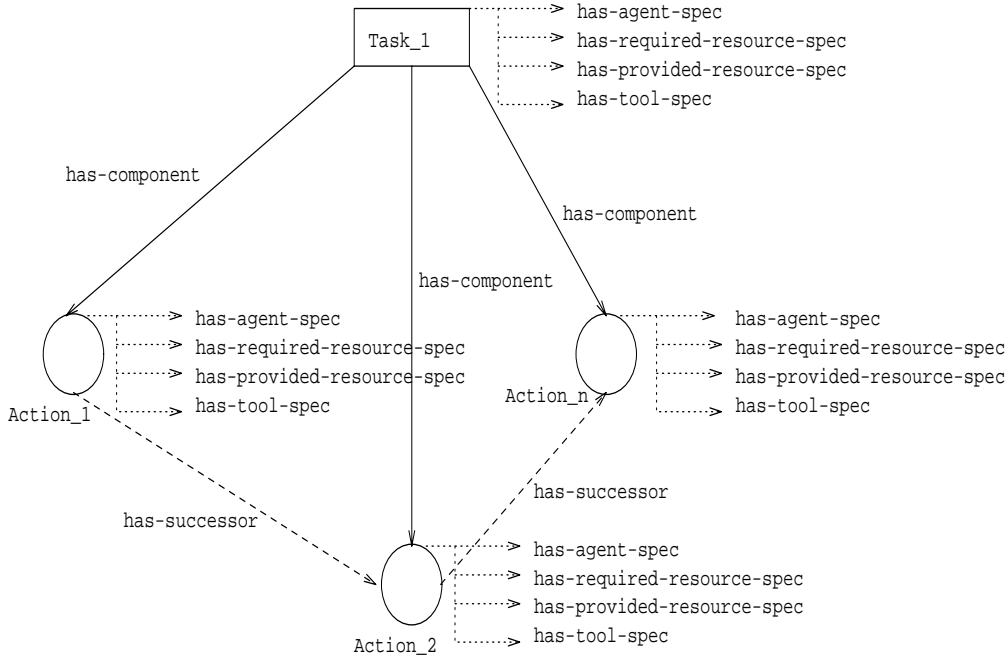 has-agent-spec
Task_1
has-required-resource-spec
has-provided-resource-spec
has-tool-spec
has-component
has-component
has-component
has-agent-spec
has-required-resource-spec
has-provided-resource-spec
has-tool-spec
Action_1
has-agent-spec
has-required-resource-spec
has-provided-resource-spec
has-tool-spec
Action_n
has-successor
has-successor
has-agent-spec
has-required-resource-spec
has-provided-resource-spec
has-tool-spec
Action_2